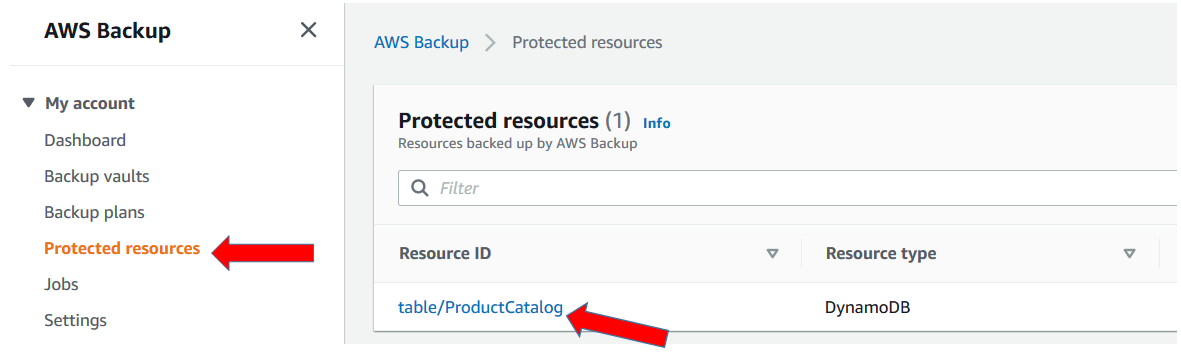 AWS Backup
My account
Dashboard
Backup vaults
Backup plans
Protected resources
Jobs
Settings
AWS Backup > Protected resources
Protected resources (1) Info
Resources backed up by AWS Backup
Filter
Resource ID Resource type
table/ProductCatalog DynamoDB